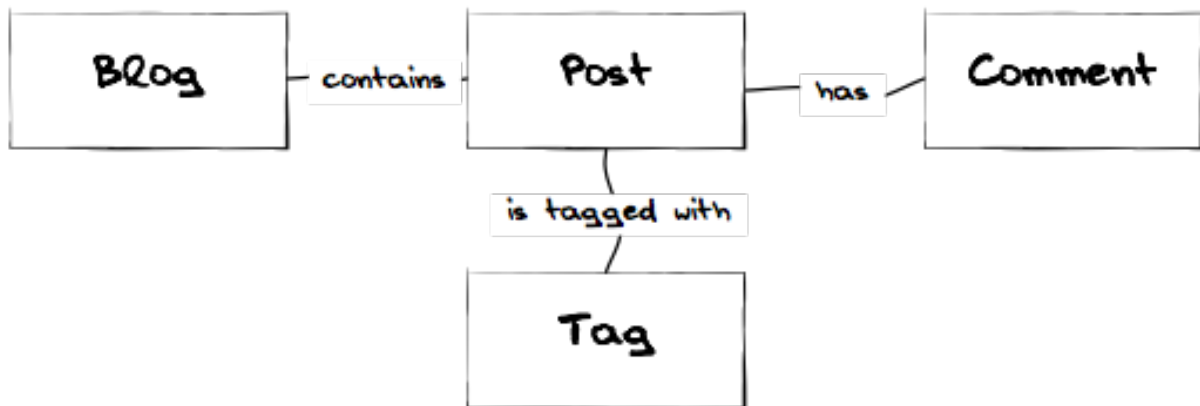 Blog
contains
Post
has
Comment
is tagged with
Tag